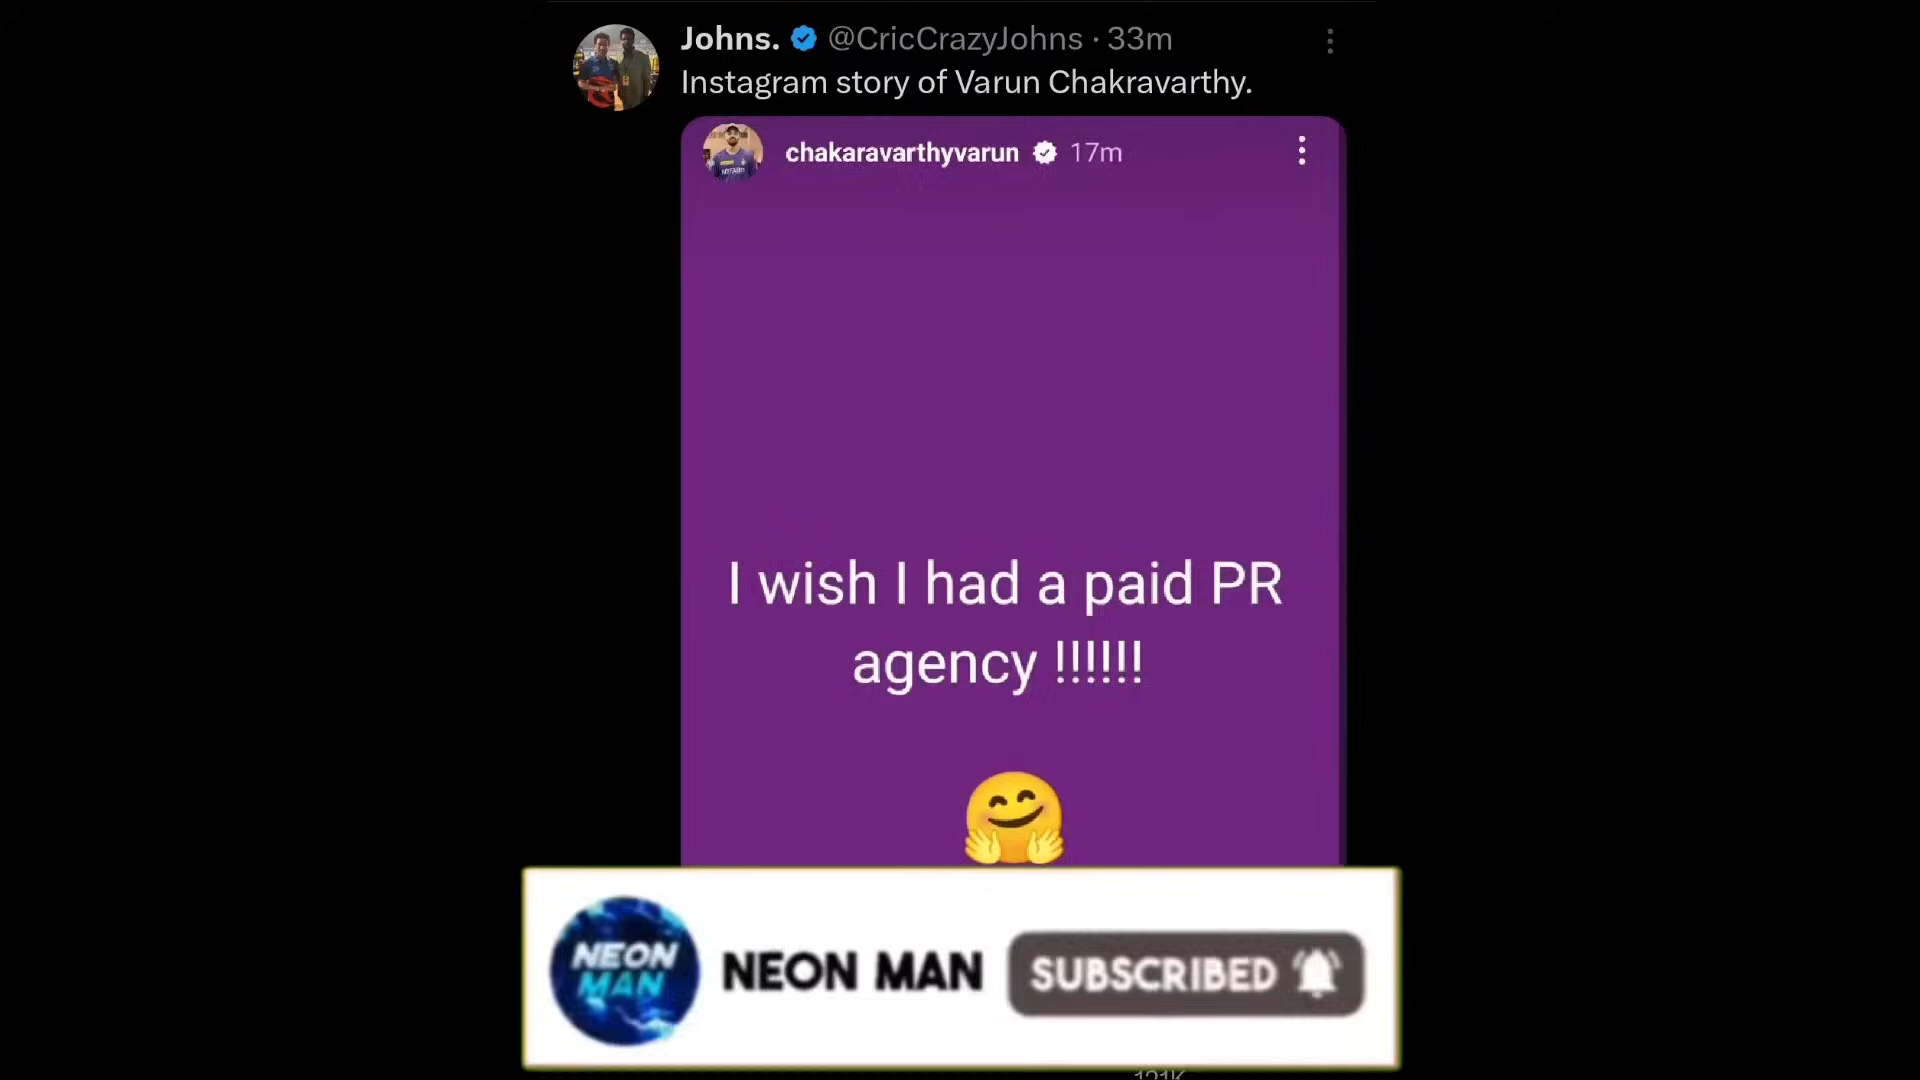 Johns. @CricCrazyJohns · 33m
Instagram story of Varun Chakravarthy.
chakaravarthyvarun 17m
I wish I had a paid PR
agency !!!!!!
NEON
MAN
NEON MAN
SUBSCRIBED